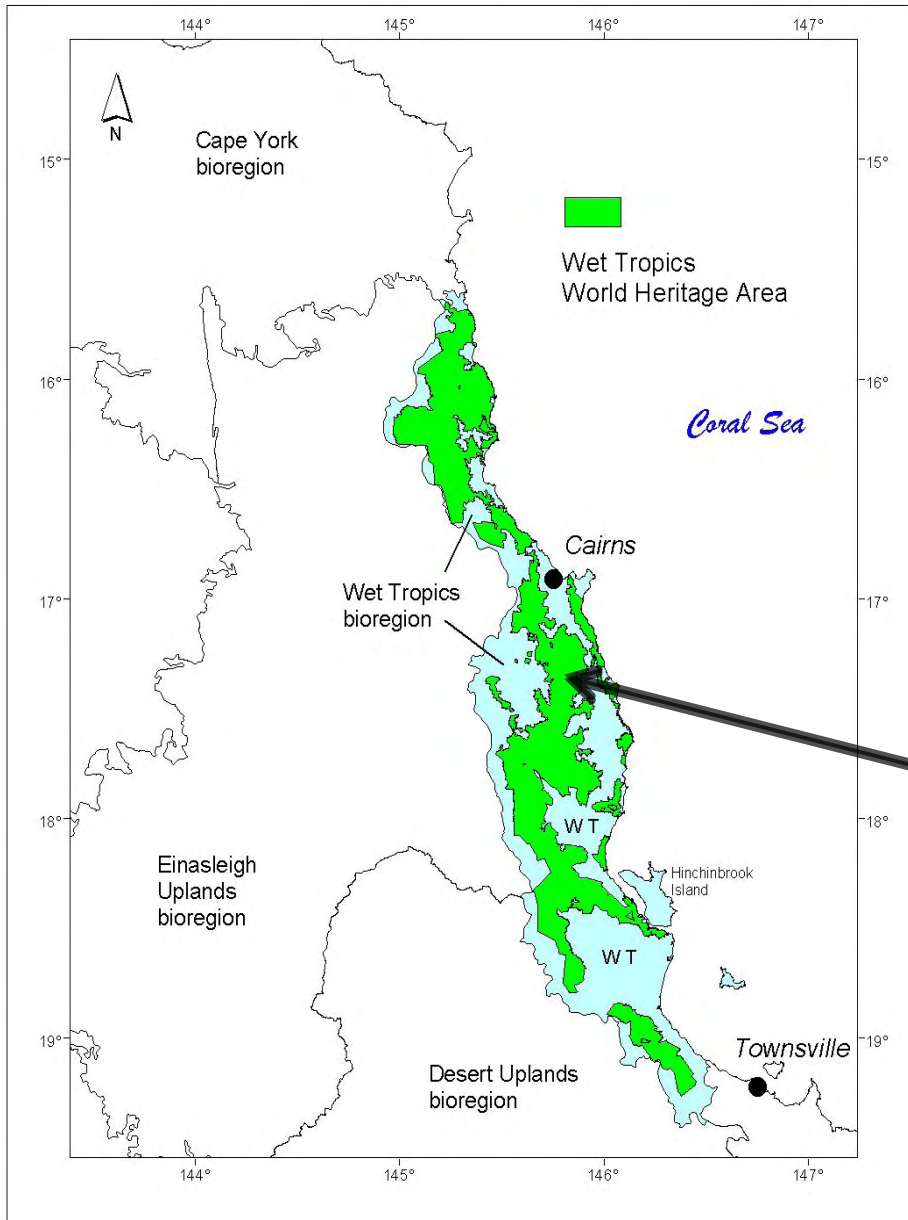 144°
145°
146°
147°
N
Cape York
bioregion
15°
15°
Wet Tropics
World Heritage Area
16°
16°
Coral Sea
Cairns
Wet Tropics
bioregion
17°
17°
18°
18°
WT
Einasleigh
Uplands
bioregion
Hinchinbrook
Island
WT
19°
19°
Townsville
Desert Uplands
bioregion
144°
145°
146°
147°